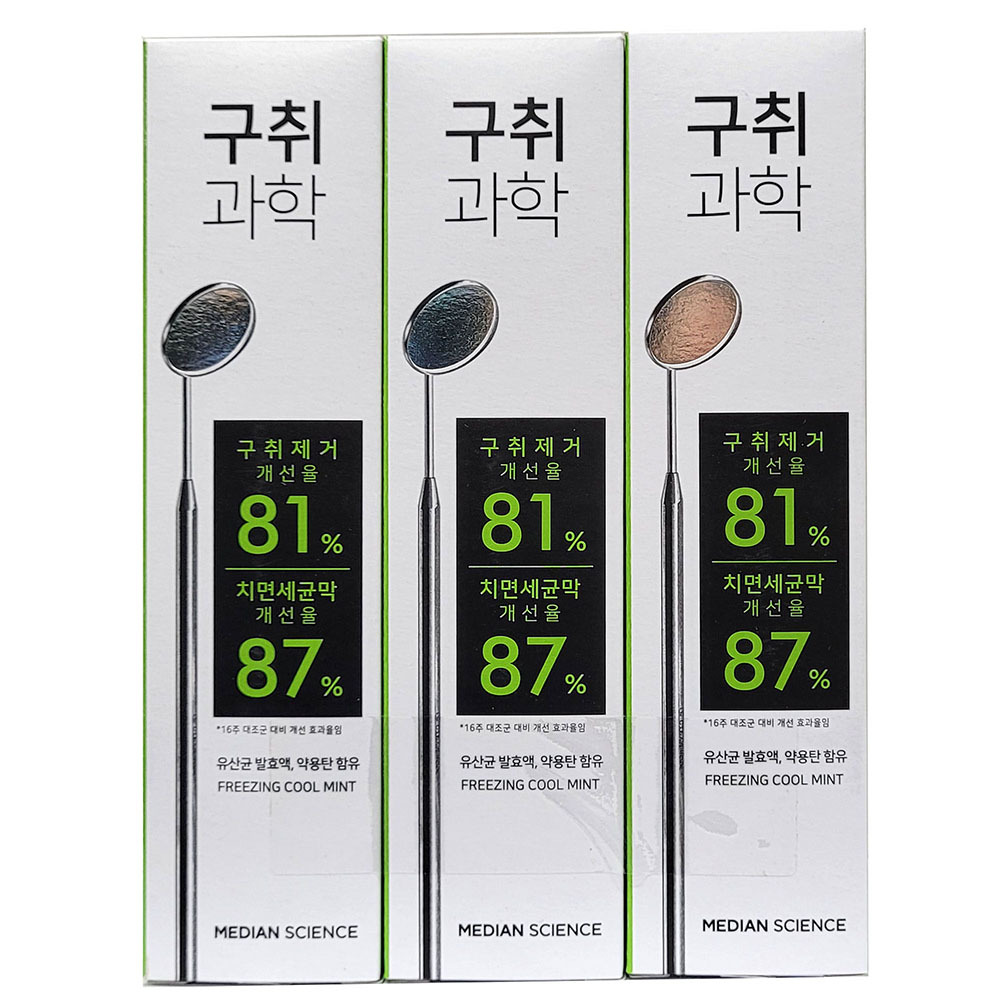 구취
과학
구취제거
개선율
81%
치면세균막
개선율
87%
*16주 대조군 대비 개선 효과율임
유산균 발효액, 약용탄 함유
FREEZING COOL MINT
MEDIAN SCIENCE
구취
과학
구취제거
개선율
81%
치면세균막
개선율
87%
*16주 대조군 대비 개선 효과율임
유산균 발효액, 약용탄 함유
FREEZING COOL MINT
MEDIAN SCIENCE
구취
과학
구취제거
개선율
81%
치면세균막
개선율
87%
*16주 대조군 대비 개선 효과율임
유산균 발효액, 약용탄 함유
FREEZING COOL MINT
MEDIAN SCIENCE